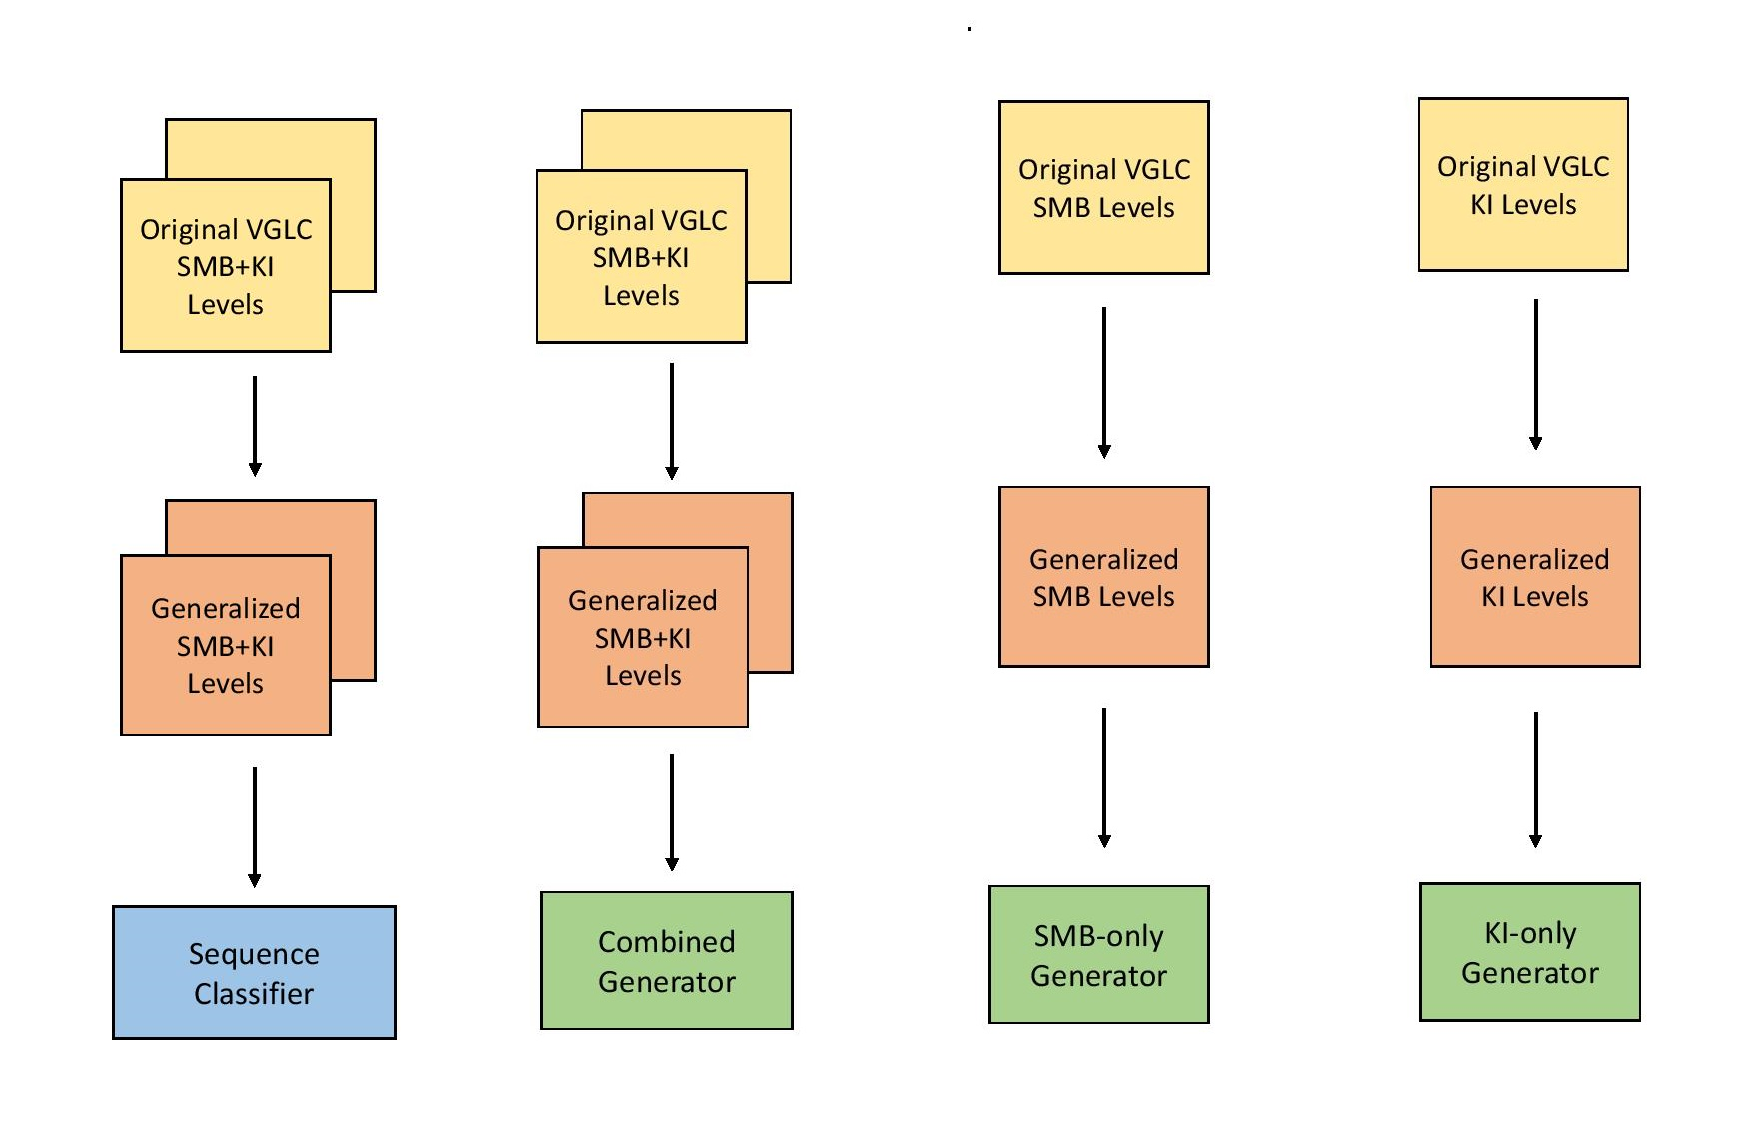 Original VGLC
SMB+KI
Levels
Original VGLC
SMB+KI
Levels
Original VGLC
SMB Levels
Original VGLC
KI Levels
Generalized
SMB+KI
Levels
Generalized
SMB+KI
Levels
Generalized
SMB Levels
Generalized
KI Levels
Sequence
Classifier
Combined
Generator
SMB-only
Generator
KI-only
Generator